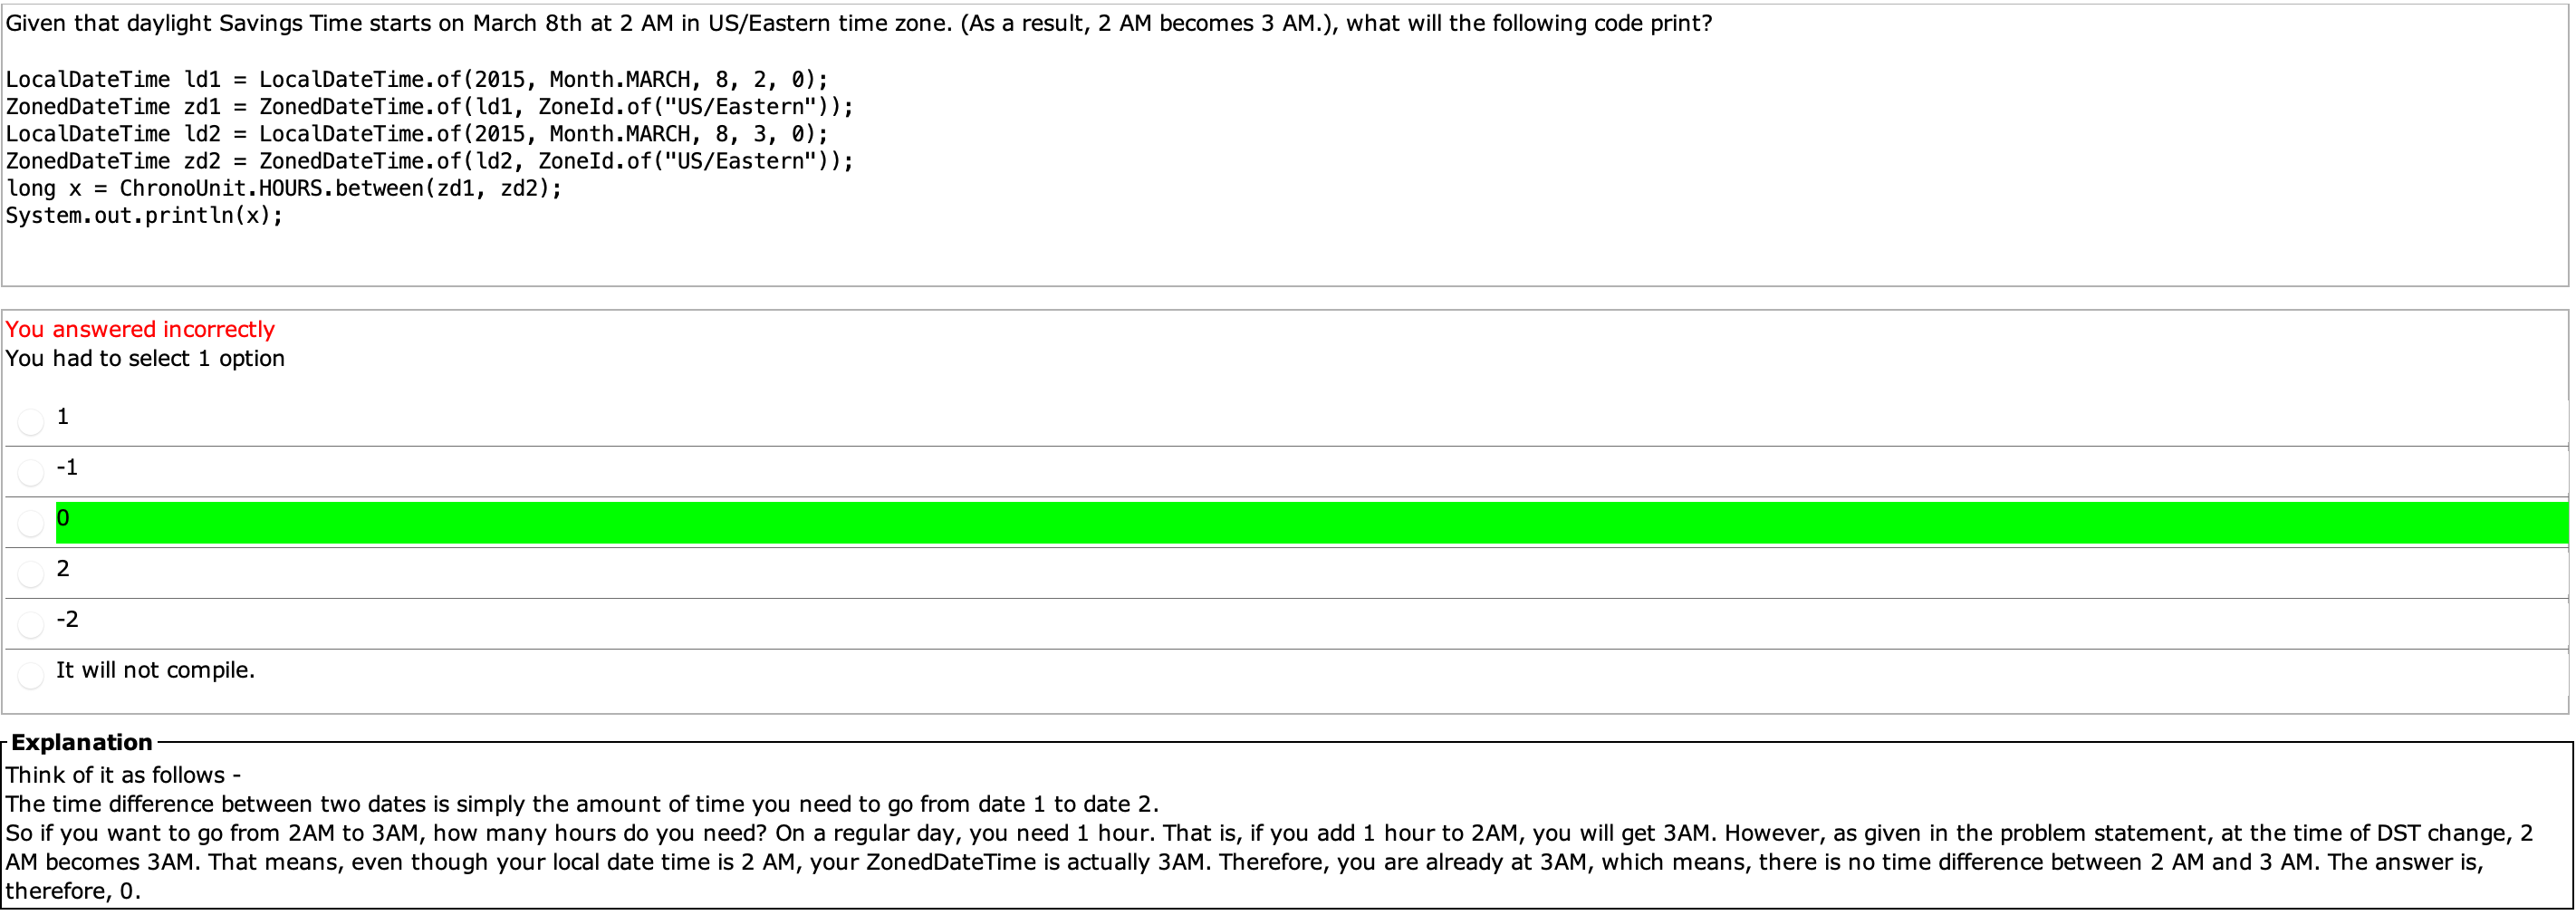 Given that daylight Savings Time starts on March 8th at 2 AM in US/Eastern time zone. (As a result, 2 AM becomes 3 AM.), what will the following code print?
LocalDateTime ld1 = LocalDateTime.of(2015, Month.MARCH, 8, 2, 0);
ZonedDateTime zd1 = ZonedDateTime.of(ld1, ZoneId.of("US/Eastern"));
LocalDateTime ld2 = LocalDateTime.of(2015, Month.MARCH, 8, 3, 0);
ZonedDateTime zd2 = ZonedDateTime.of(ld2, ZoneId.of("US/Eastern"));
long x = ChronoUnit.HOURS.between(zd1, zd2);
System.out.println(x);
You answered incorrectly
You had to select 1 option
1
-1
0
2
-2
It will not compile.
Explanation
Think of it as follows -
The time difference between two dates is simply the amount of time you need to go from date 1 to date 2.
So if you want to go from 2AM to 3AM, how many hours do you need? On a regular day, you need 1 hour. That is, if you add 1 hour to 2AM, you will get 3AM. However, as given in the problem statement, at the time of DST change, 2
AM becomes 3AM. That means, even though your local date time is 2 AM, your ZonedDateTime is actually 3AM. Therefore, you are already at 3AM, which means, there is no time difference between 2 AM and 3 AM. The answer is,
therefore, 0.